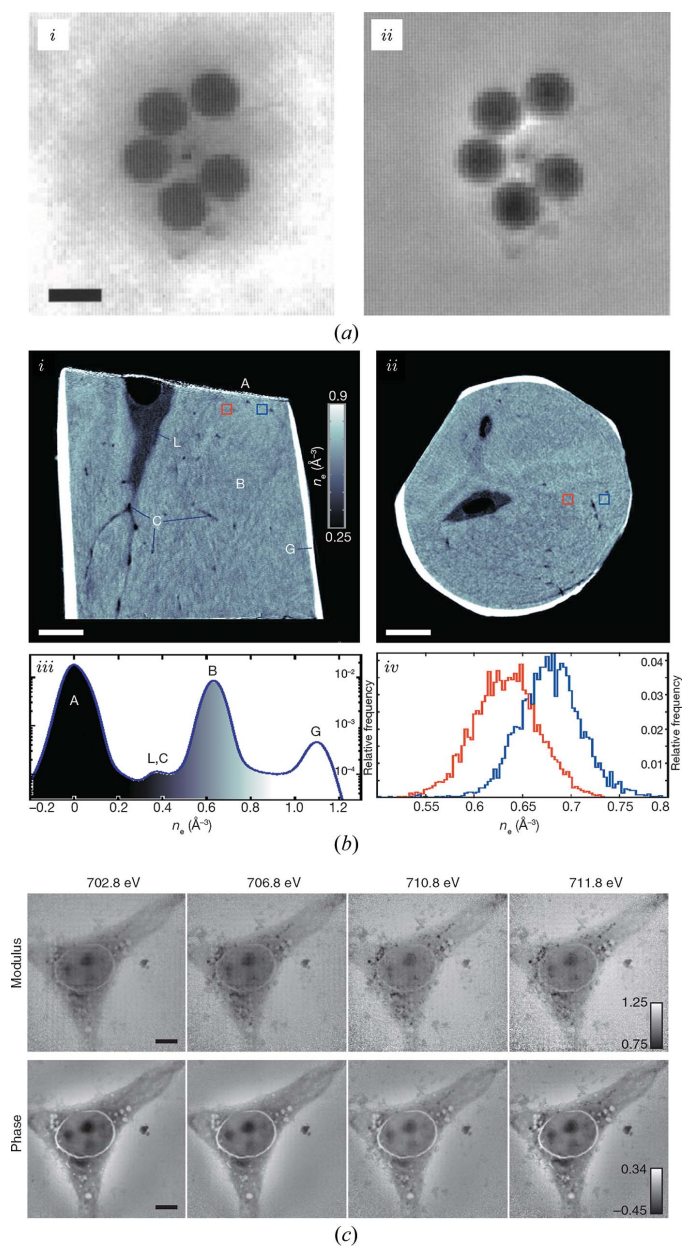 i
ii
(a)
i
ii
A
0.9
L
B
nₑ (Å⁻³)
C
0.25
G
iii
iv
B
A
10⁻²
0.04
L,C
10⁻³
0.03
G
Relative frequency
0.02
Relative frequency
10⁻⁴
0.01
−0.2 0 0.2 0.4 0.6 0.8 1.0 1.2
0.55 0.6 0.65 0.7 0.75 0.8
nₑ (Å⁻³)
nₑ (Å⁻³)
(b)
702.8 eV 706.8 eV 710.8 eV 711.8 eV
Modulus
1.25
0.75
Phase
0.34
−0.45
(c)